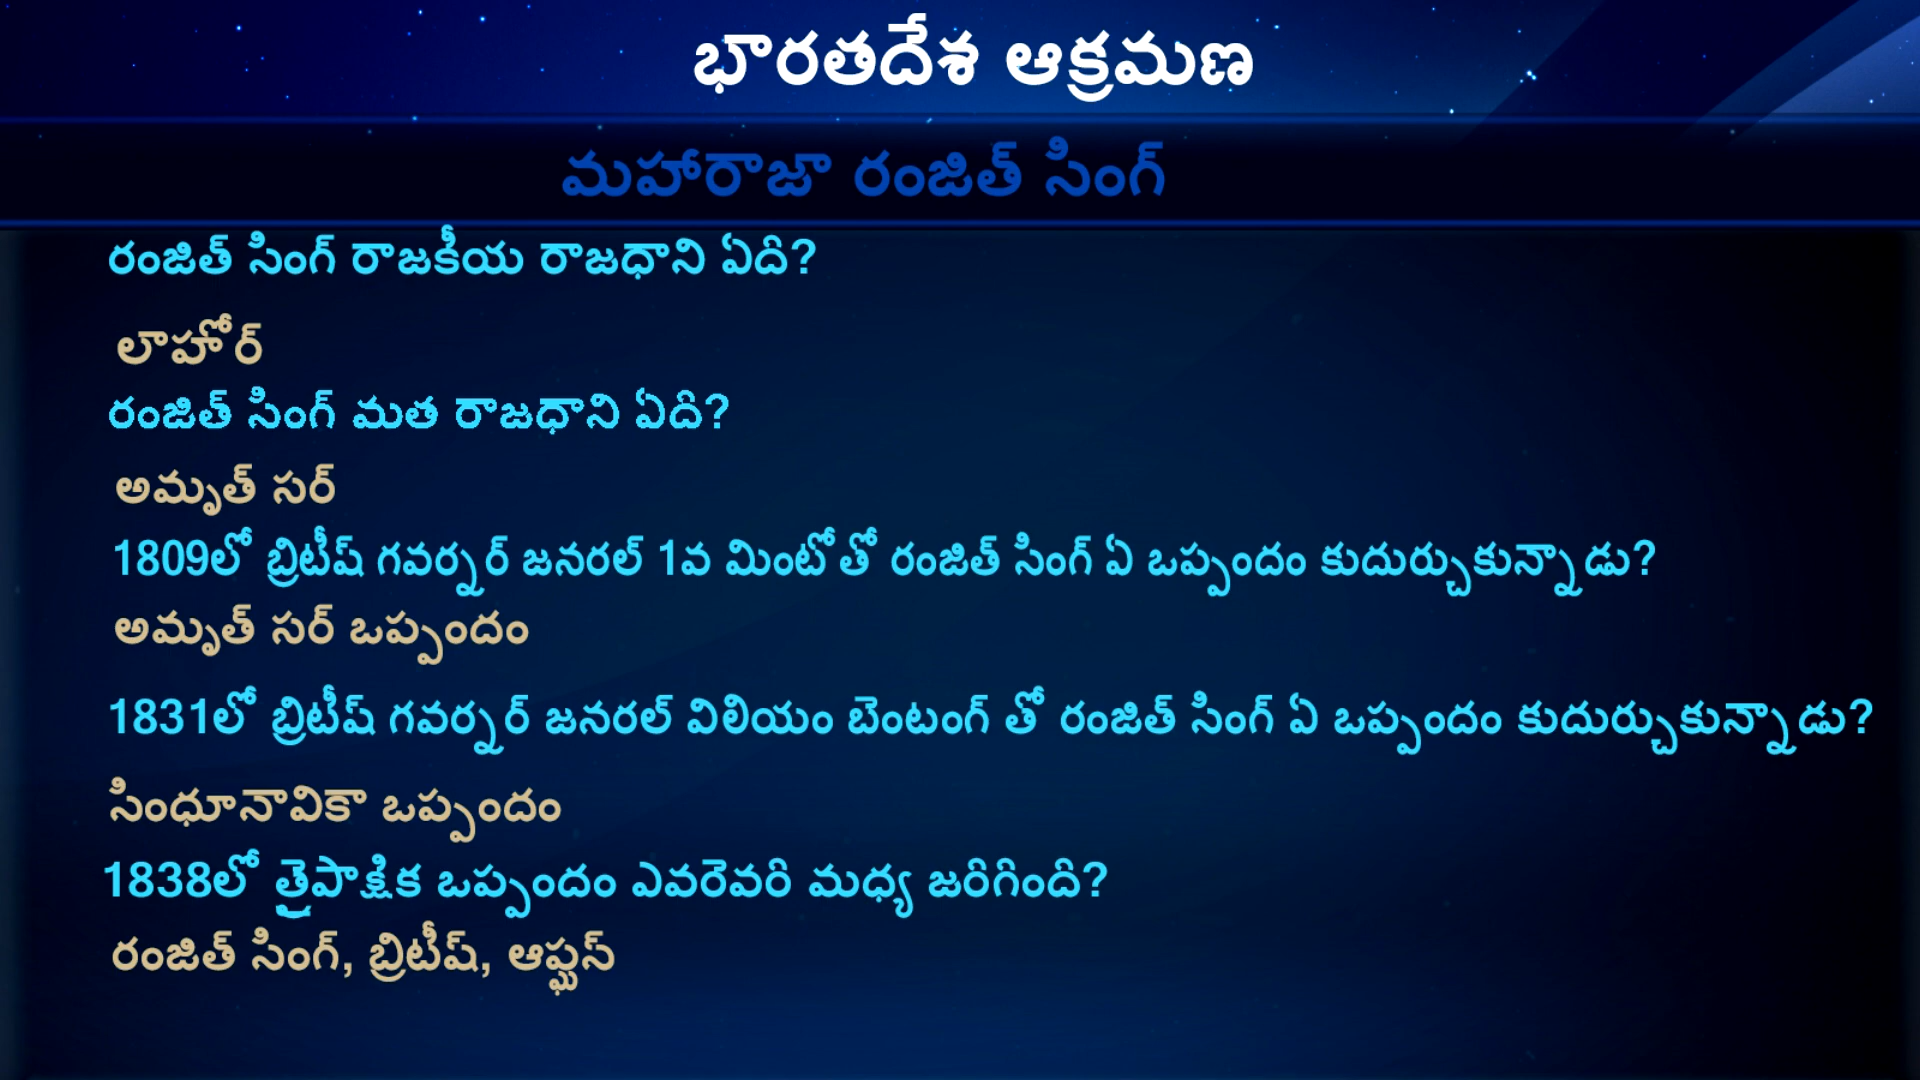 భారతదేశ ఆక్రమణ
మహారాజా రంజిత్ సింగ్
రంజిత్ సింగ్ రాజకీయ రాజధాని ఏది?
లాహోర్
రంజిత్ సింగ్ మత రాజధాని ఏది?
అమృత్ సర్
1809లో బ్రిటీష్ గవర్నర్ జనరల్ 1వ మింటోతో రంజిత్ సింగ్ ఏ ఒప్పందం కుదుర్చుకున్నాడు?
అమృత్ సర్ ఒప్పందం
1831లో బ్రిటీష్ గవర్నర్ జనరల్ విలియం బెంటంగ్ తో రంజిత్ సింగ్ ఏ ఒప్పందం కుదుర్చుకున్నాడు?
సింధూనావికా ఒప్పందం
1838లో త్రైపాక్షిక ఒప్పందం ఎవరెవరి మధ్య జరిగింది?
రంజిత్ సింగ్, బ్రిటీష్, ఆఫ్ఘన్